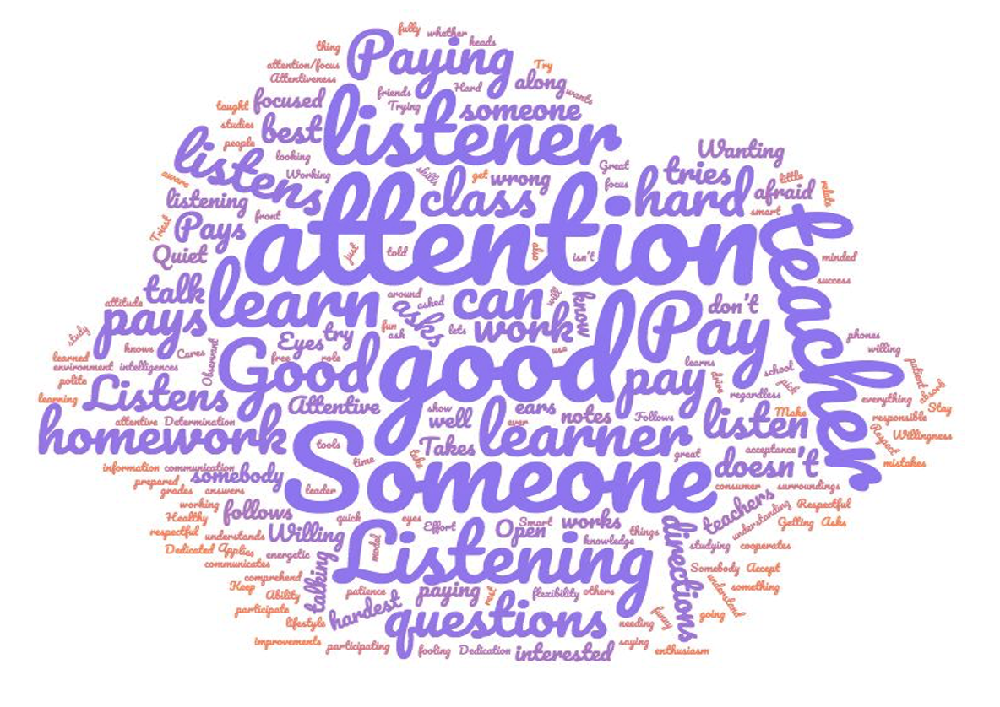 fully whether
thing heads
Paying
attention/focus Try
Attentiveness along
friends Hard wants
taught focused Trying someone
studies best listener
people looking
listens Working skills get wrong Great focus
Wanting
tries
aware hard afraid little relate
listening class smart
front
Triest Pays attention
Quiet just told also isn't
minded
success
teacher
talk learn around asked can know don't
attitude pays asks work Pay
study try fun ask lets use
Eyes free role
learned knows Cares Observant Good good pay learns phones
environment intelligences willing
polite school patient
learning Listens Attentive show ears drive regardless absorb
everything
attentive Determination well ever notes Follows listen Make responsible Stay
homework tools Takes learner great acceptance Respect Willingness
time take Someone doesn't mistakes
information communication
prepared somebody leader consumer surroundings
grades answers
working follows quick eyes Effort Smart works teachers Respectful
Healthy Open understanding Getting Asks
respectful understands Willing knowledge things directions studying cooperates
Dedicated Applies energetic model Listening
communicates Somebody Accept
comprehend talking understand something
Keep Ability patience paying rest flexibility others
participate hardest going
lifestyle questions needing funny
improvements participating fooling Dedication interested saying enthusiasm